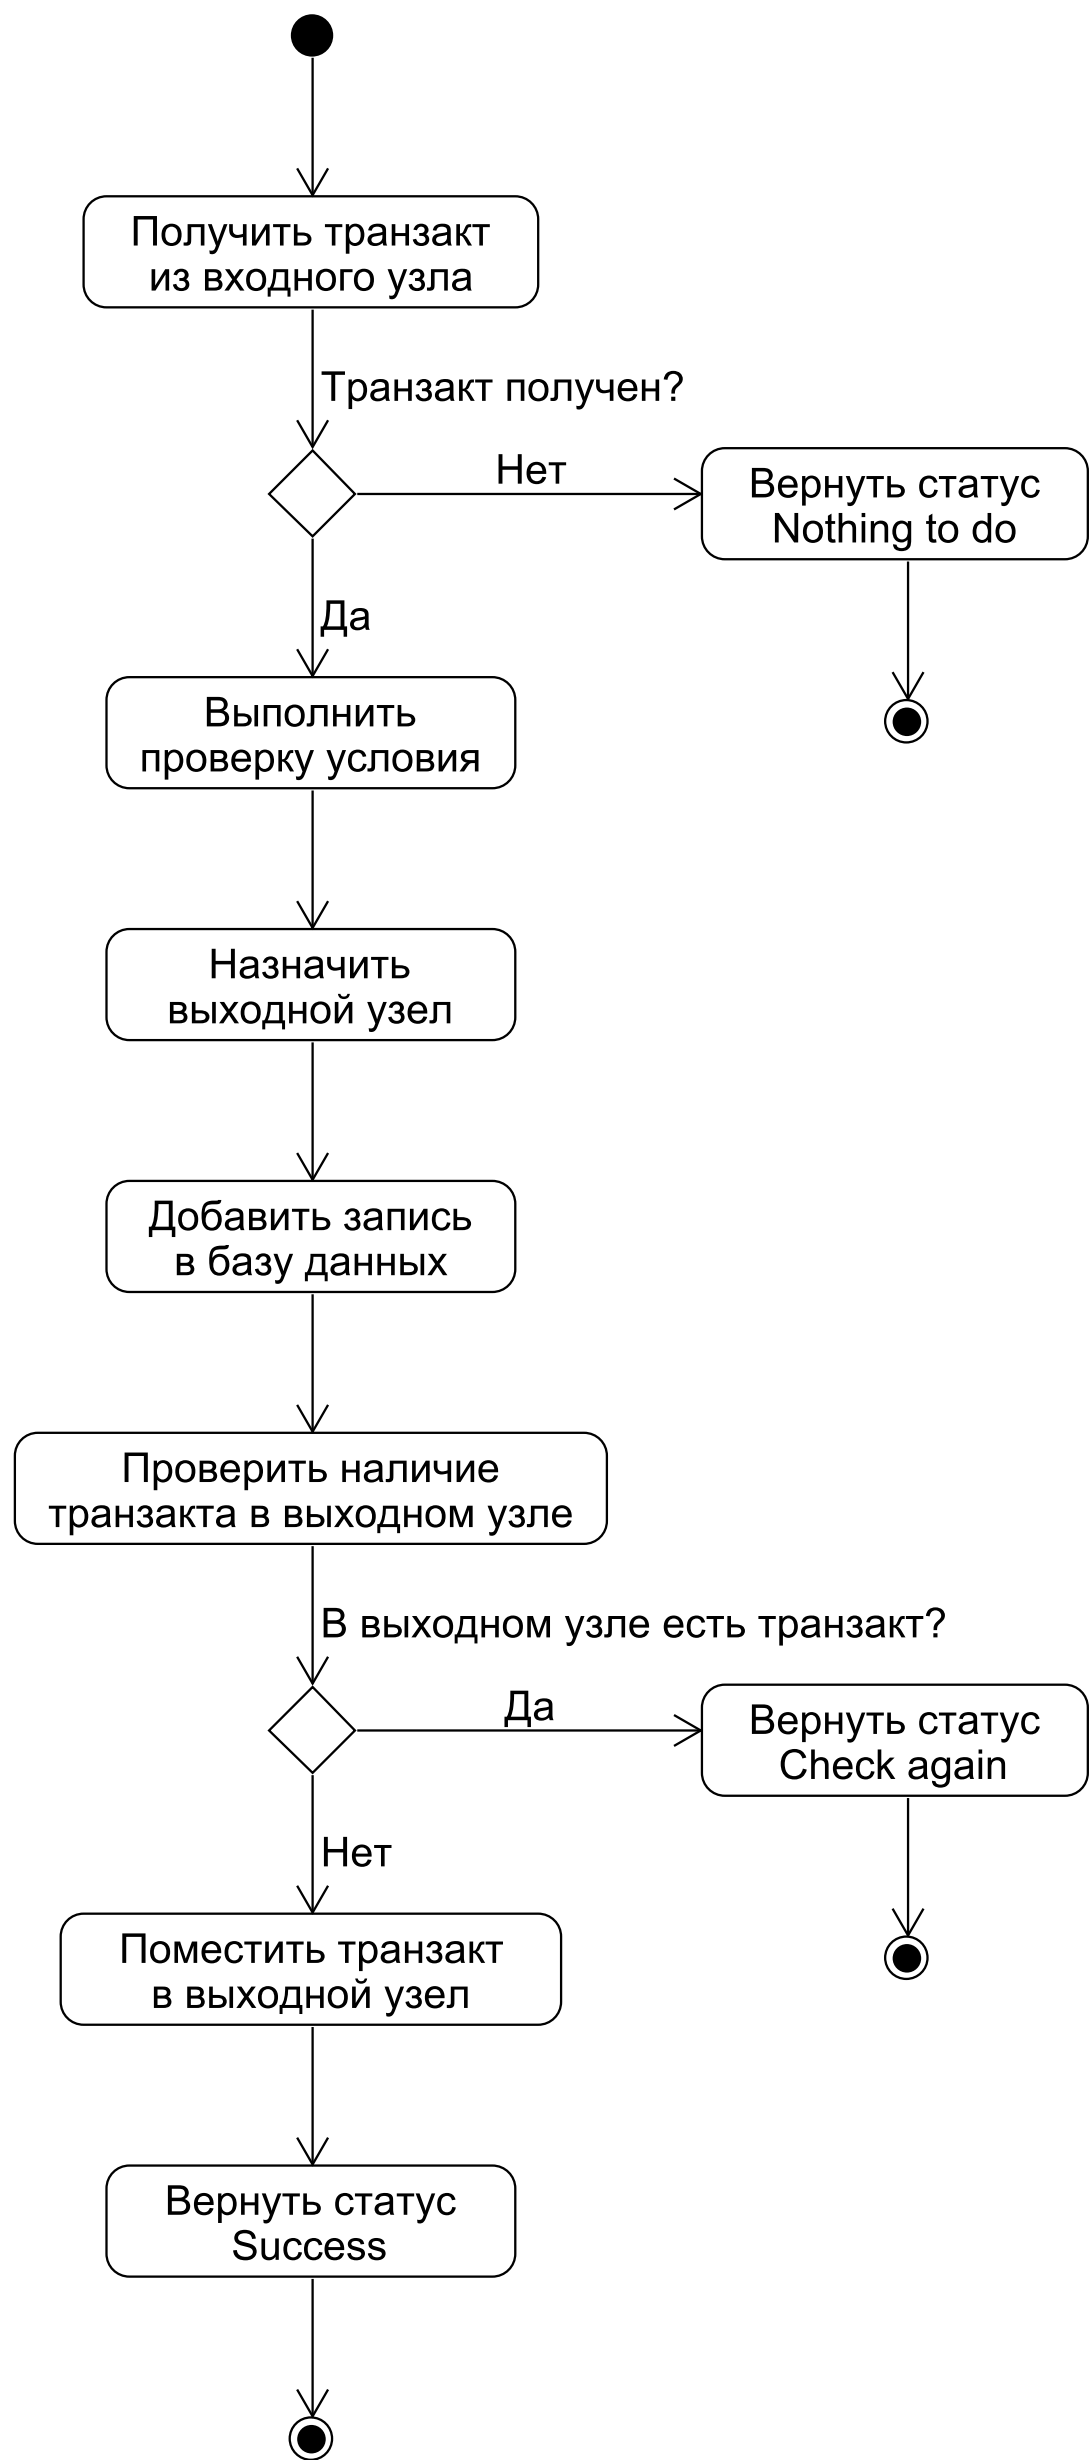 Получить транзакт
из входного узла
Транзакт получен?
Нет
Вернуть статус
Nothing to do
Да
Выполнить
проверку условия
Назначить
выходной узел
Добавить запись
в базу данных
Проверить наличие
транзакта в выходном узле
В выходном узле есть транзакт?
Да
Вернуть статус
Check again
Нет
Поместить транзакт
в выходной узел
Вернуть статус
Success